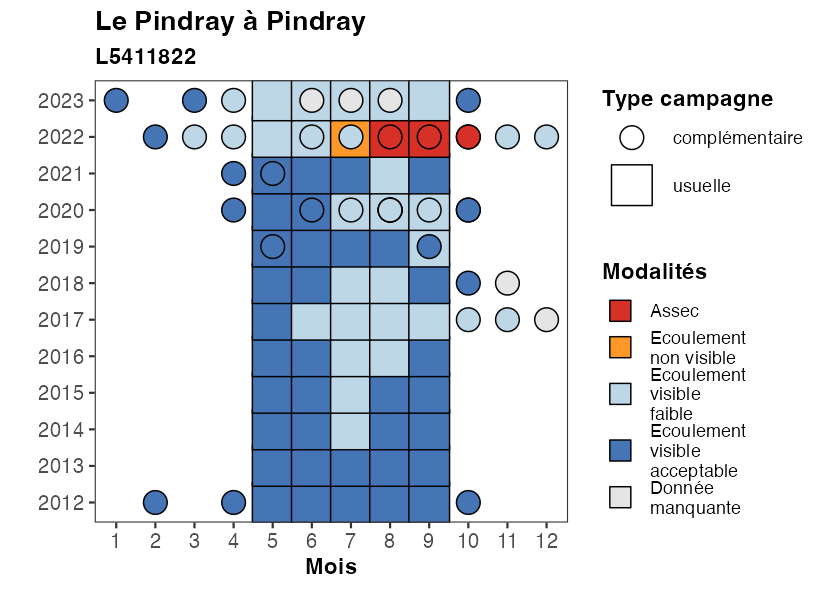 Le Pindray à Pindray
L5411822
2023
2022
2021
2020
2019
2018
2017
2016
2015
2014
2013
2012
1 2 3 4 5 6 7 8 9 10 11 12
Mois
Type campagne
complémentaire
usuelle
Modalités
Assec
Ecoulement
non visible
Ecoulement
visible
faible
Ecoulement
visible
acceptable
Donnée
manquante